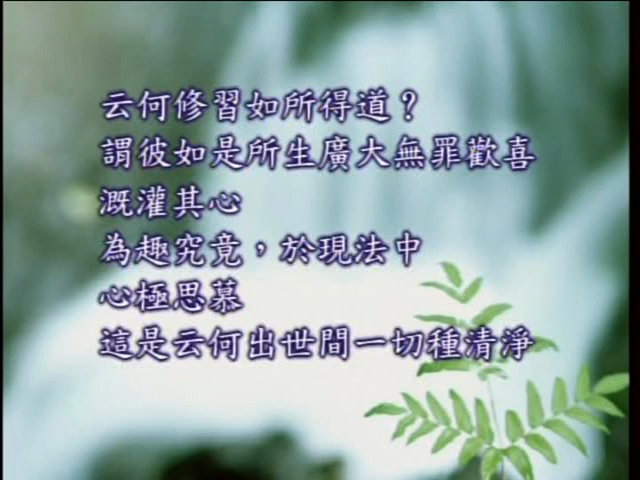 云何修習如所得道？
謂彼如是所生廣大無罪歡喜
溉灌其心
為趣究竟，於現法中
心極思慕
這是云何出世間一切種清淨